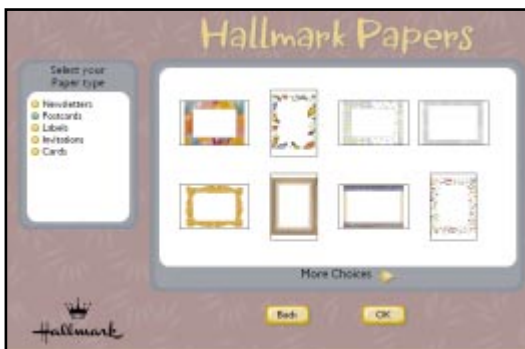 Hallmark Papers
Select your
Paper type
Newsletters
Postcards
Labels
Invitations
Cards
More Choices
Back
OK
Hallmark